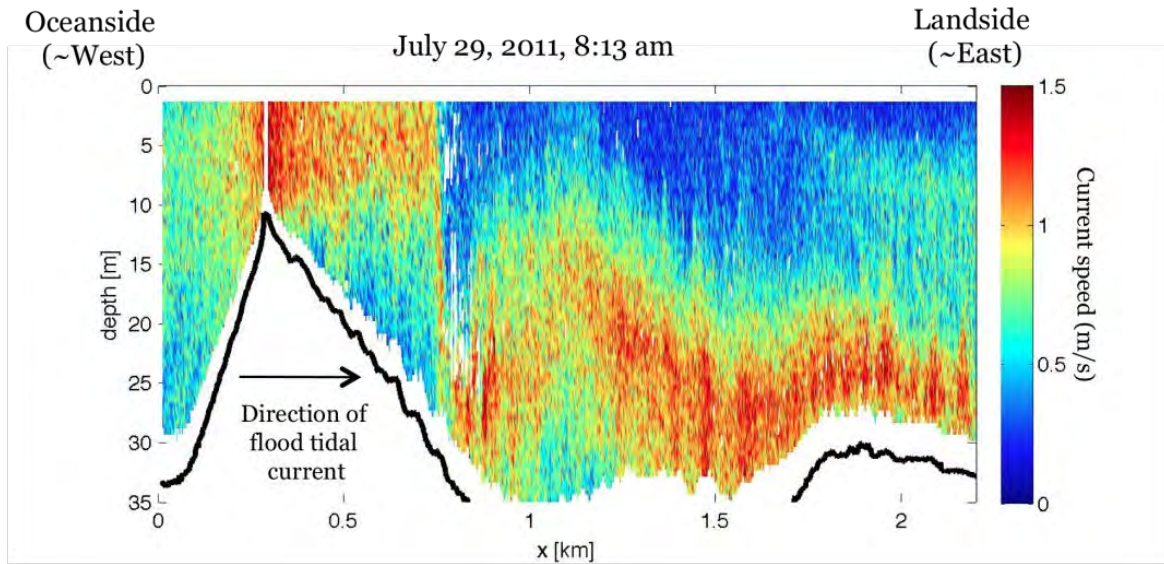 Oceanside
(~West)
July 29, 2011, 8:13 am
Landside
(~East)
0
5
10
15
20
25
30
35
depth [m]
Direction of
flood tidal
current
0
0.5
1
1.5
2
x [km]
1.5
1
0.5
0
Current speed (m/s)